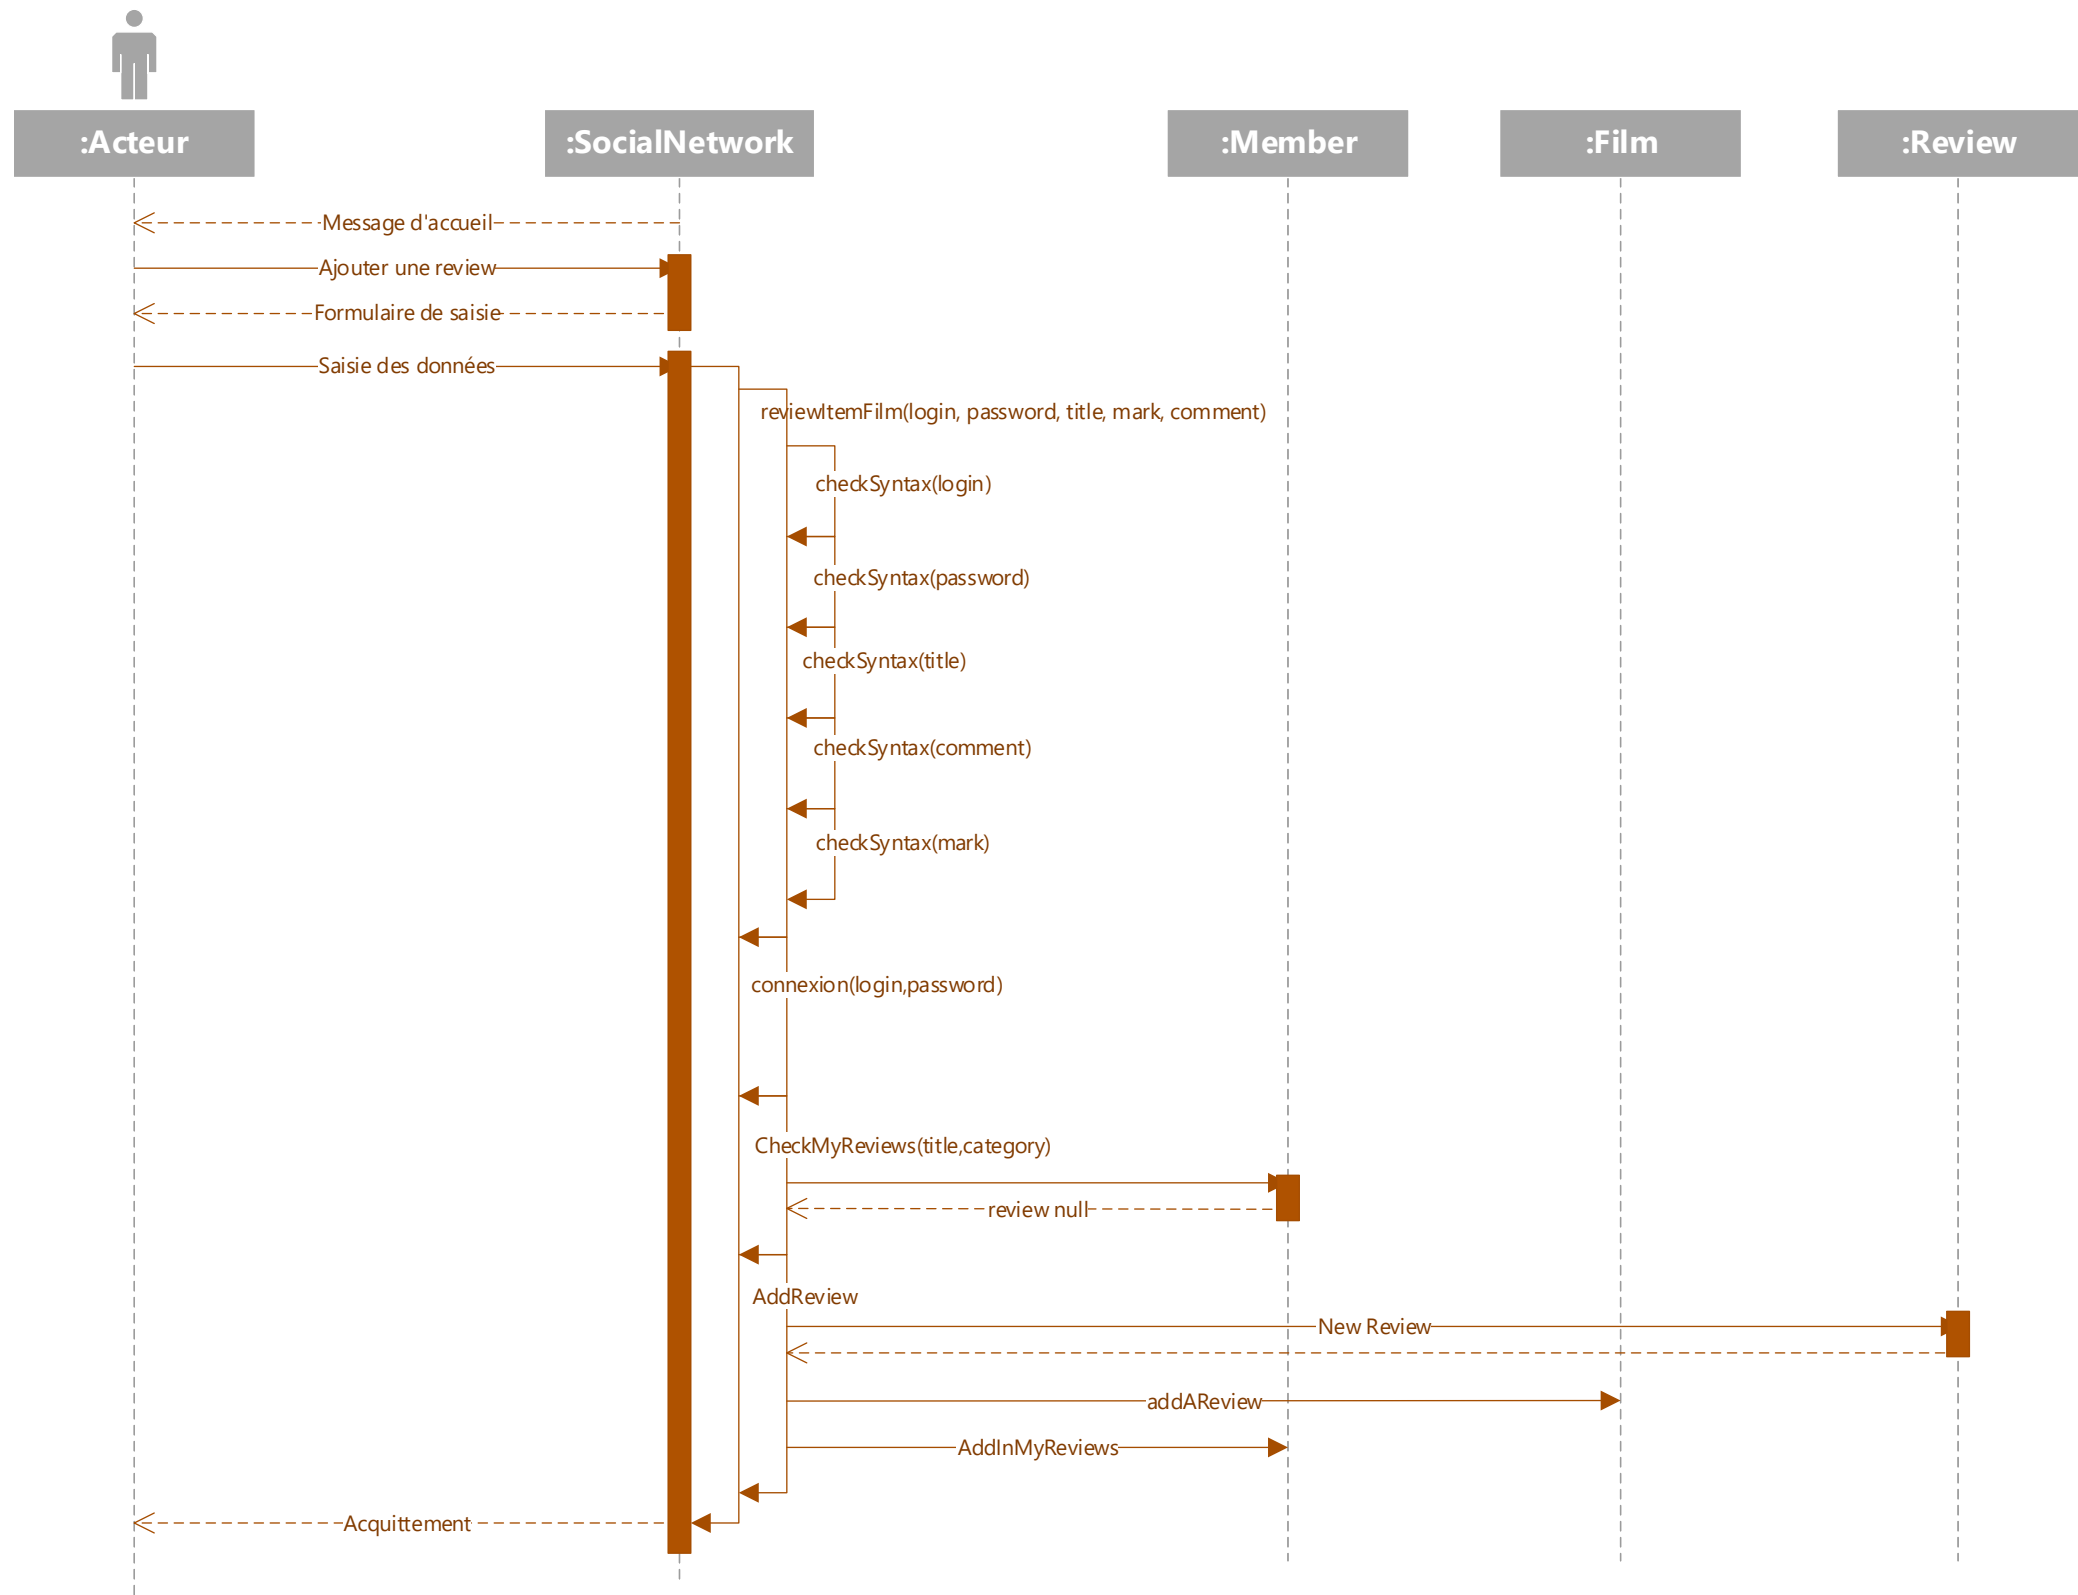 :Acteur
:SocialNetwork
:Member
:Film
:Review
Message d'accueil
Ajouter une review
Formulaire de saisie
Saisie des données
reviewItemFilm(login, password, title, mark, comment)
checkSyntax(login)
checkSyntax(password)
checkSyntax(title)
checkSyntax(comment)
checkSyntax(mark)
connexion(login,password)
CheckMyReviews(title,category)
review null
AddReview
New Review
addAReview
AddInMyReviews
Acquittement